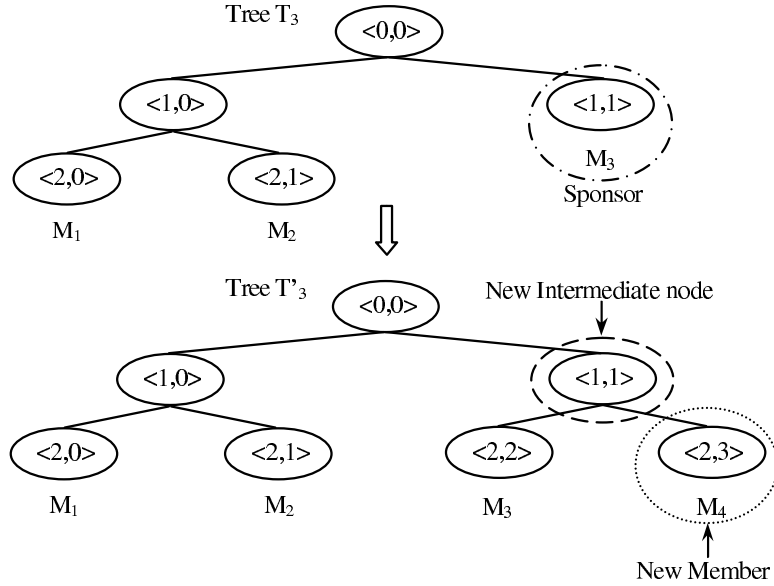 Tree T3
<0,0>
<1,0>
<1,1>
<2,0>
<2,1>
M3
Sponsor
M1
M2
Tree T'3
<0,0>
New Intermediate node
<1,0>
<1,1>
<2,0>
<2,1>
<2,2>
<2,3>
M1
M2
M3
M4
New Member